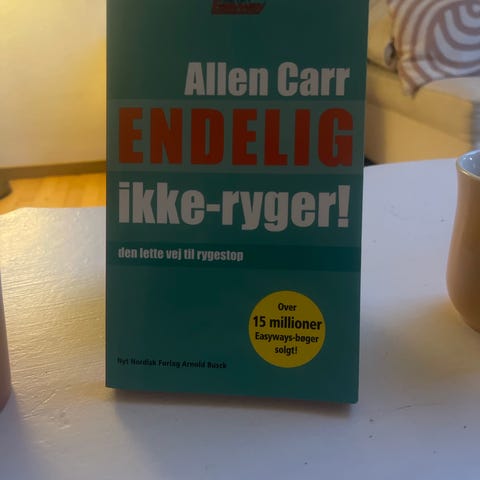 Allen Carr
ENDELIG
ikke-ryger!
den lette vej til rygestop
Over
15 millioner
Easyways-bøger
solgt!
Nyt Nordisk Forlag Arnold Busck